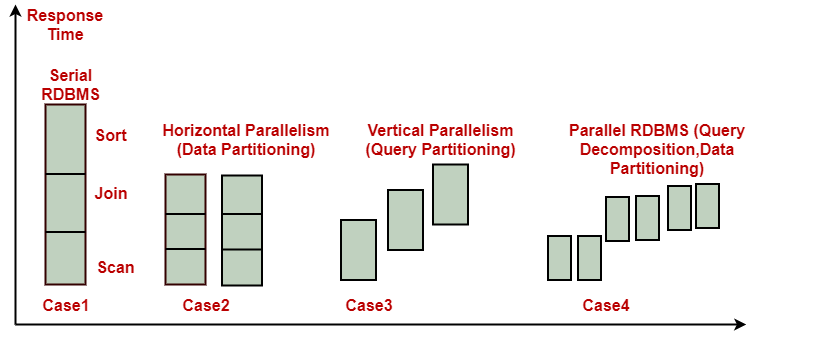 Response
Time
Serial
RDBMS
Sort
Join
Scan
Case1
Horizontal Parallelism
(Data Partitioning)
Case2
Vertical Parallelism
(Query Partitioning)
Case3
Parallel RDBMS (Query
Decomposition,Data
Partitioning)
Case4